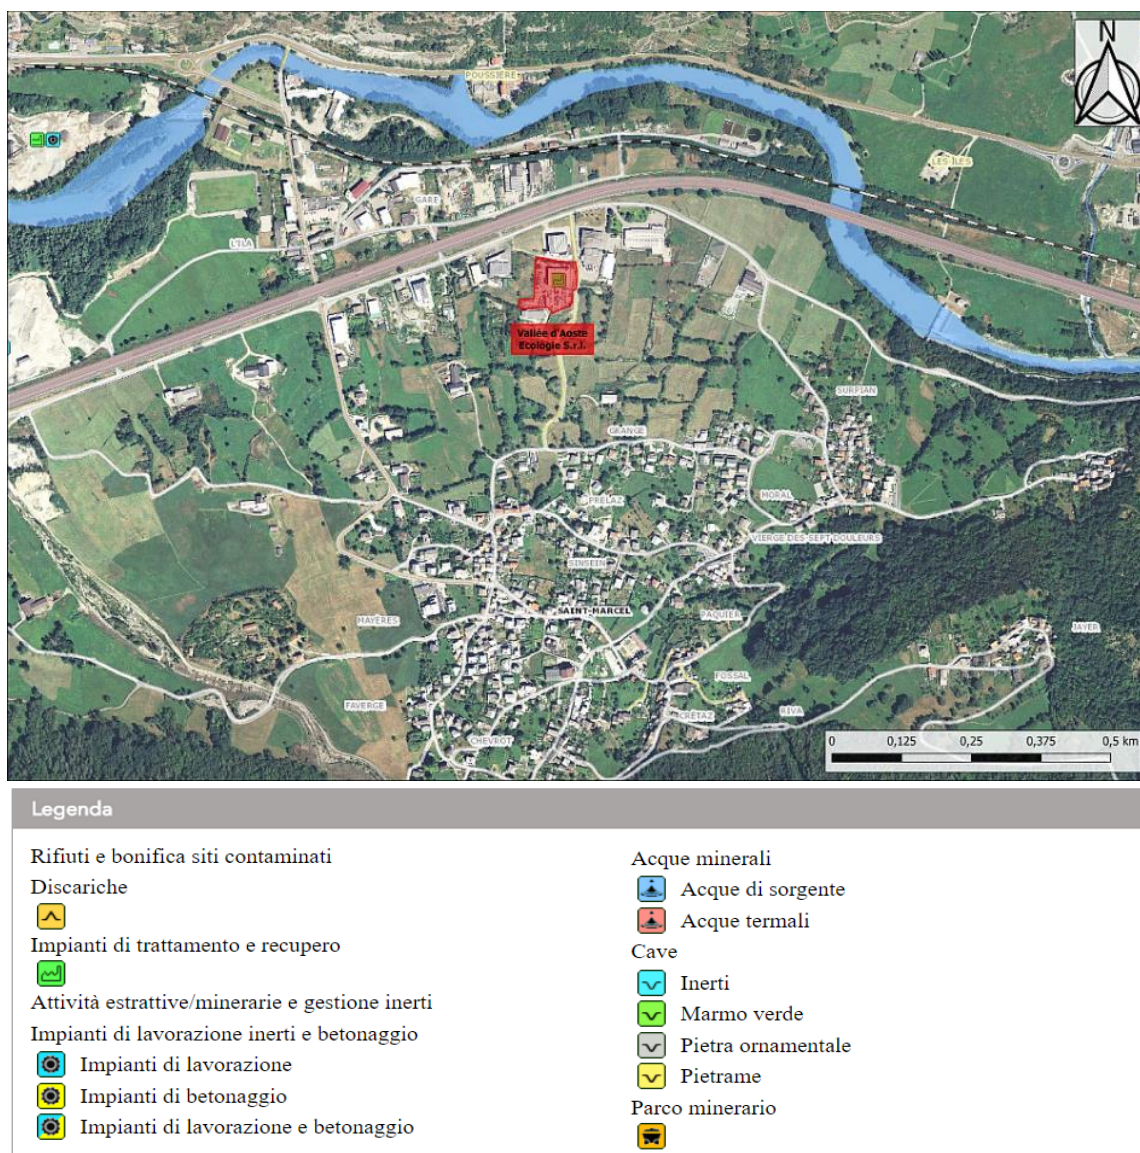 N
POUSSIERE
LES ÎLES
GARE
L'ILA
Vallée d'Aoste
Ecologie S.r.l.
SURPIAN
GRANGE
PRELAZ
MORAL
VIERGE-DES-SEPT DOULEURS
SINSEIN
SAINT-MARCEL
MAYÈRES
PAQUIER
JAYER
FOSSAL
FAVERGE
CRÉTAZ
RIVA
CHEVROT
0 0,125 0,25 0,375 0,5 km
Legenda
Rifiuti e bonifica siti contaminati
Discariche
Impianti di trattamento e recupero
Attività estrattive/minerarie e gestione inerti
Impianti di lavorazione inerti e betonaggio
Impianti di lavorazione
Impianti di betonaggio
Impianti di lavorazione e betonaggio
Acque minerali
Acque di sorgente
Acque termali
Cave
Inerti
Marmo verde
Pietra ornamentale
Pietrame
Parco minerario